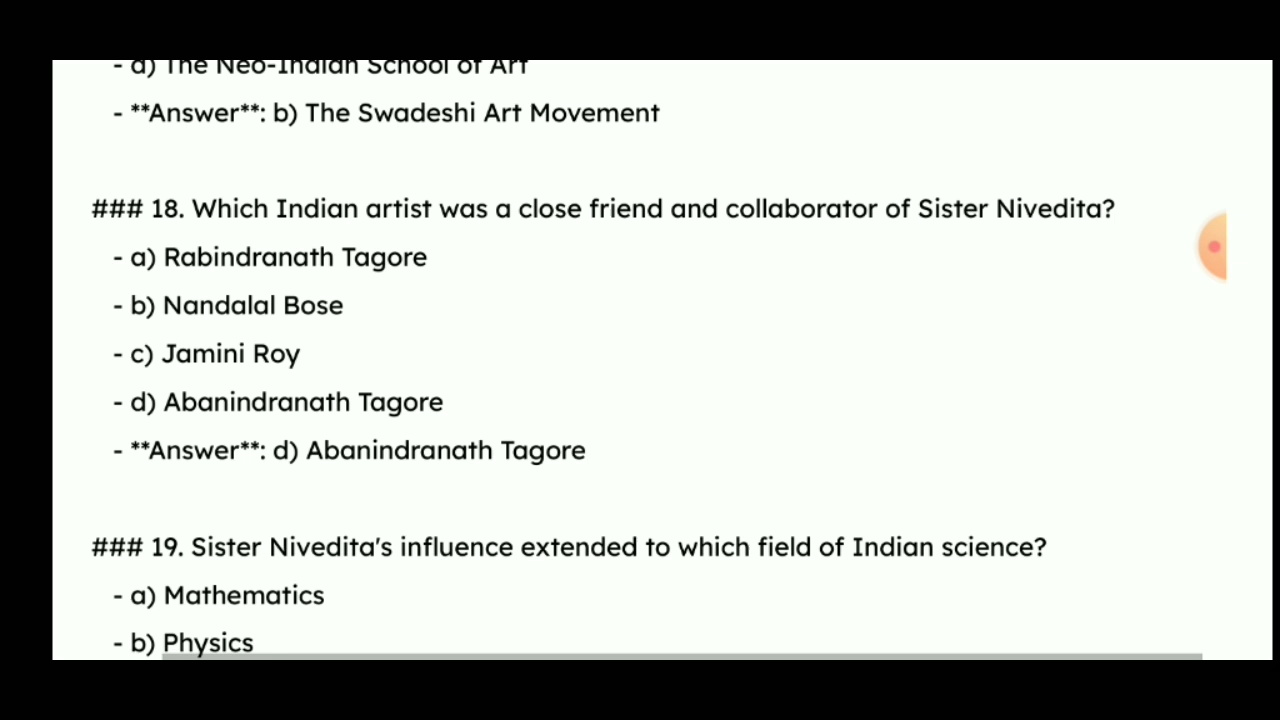 - d) The Neo-Indian School of Art
- **Answer**: b) The Swadeshi Art Movement
### 18. Which Indian artist was a close friend and collaborator of Sister Nivedita?
- a) Rabindranath Tagore
- b) Nandalal Bose
- c) Jamini Roy
- d) Abanindranath Tagore
- **Answer**: d) Abanindranath Tagore
### 19. Sister Nivedita's influence extended to which field of Indian science?
- a) Mathematics
- b) Physics